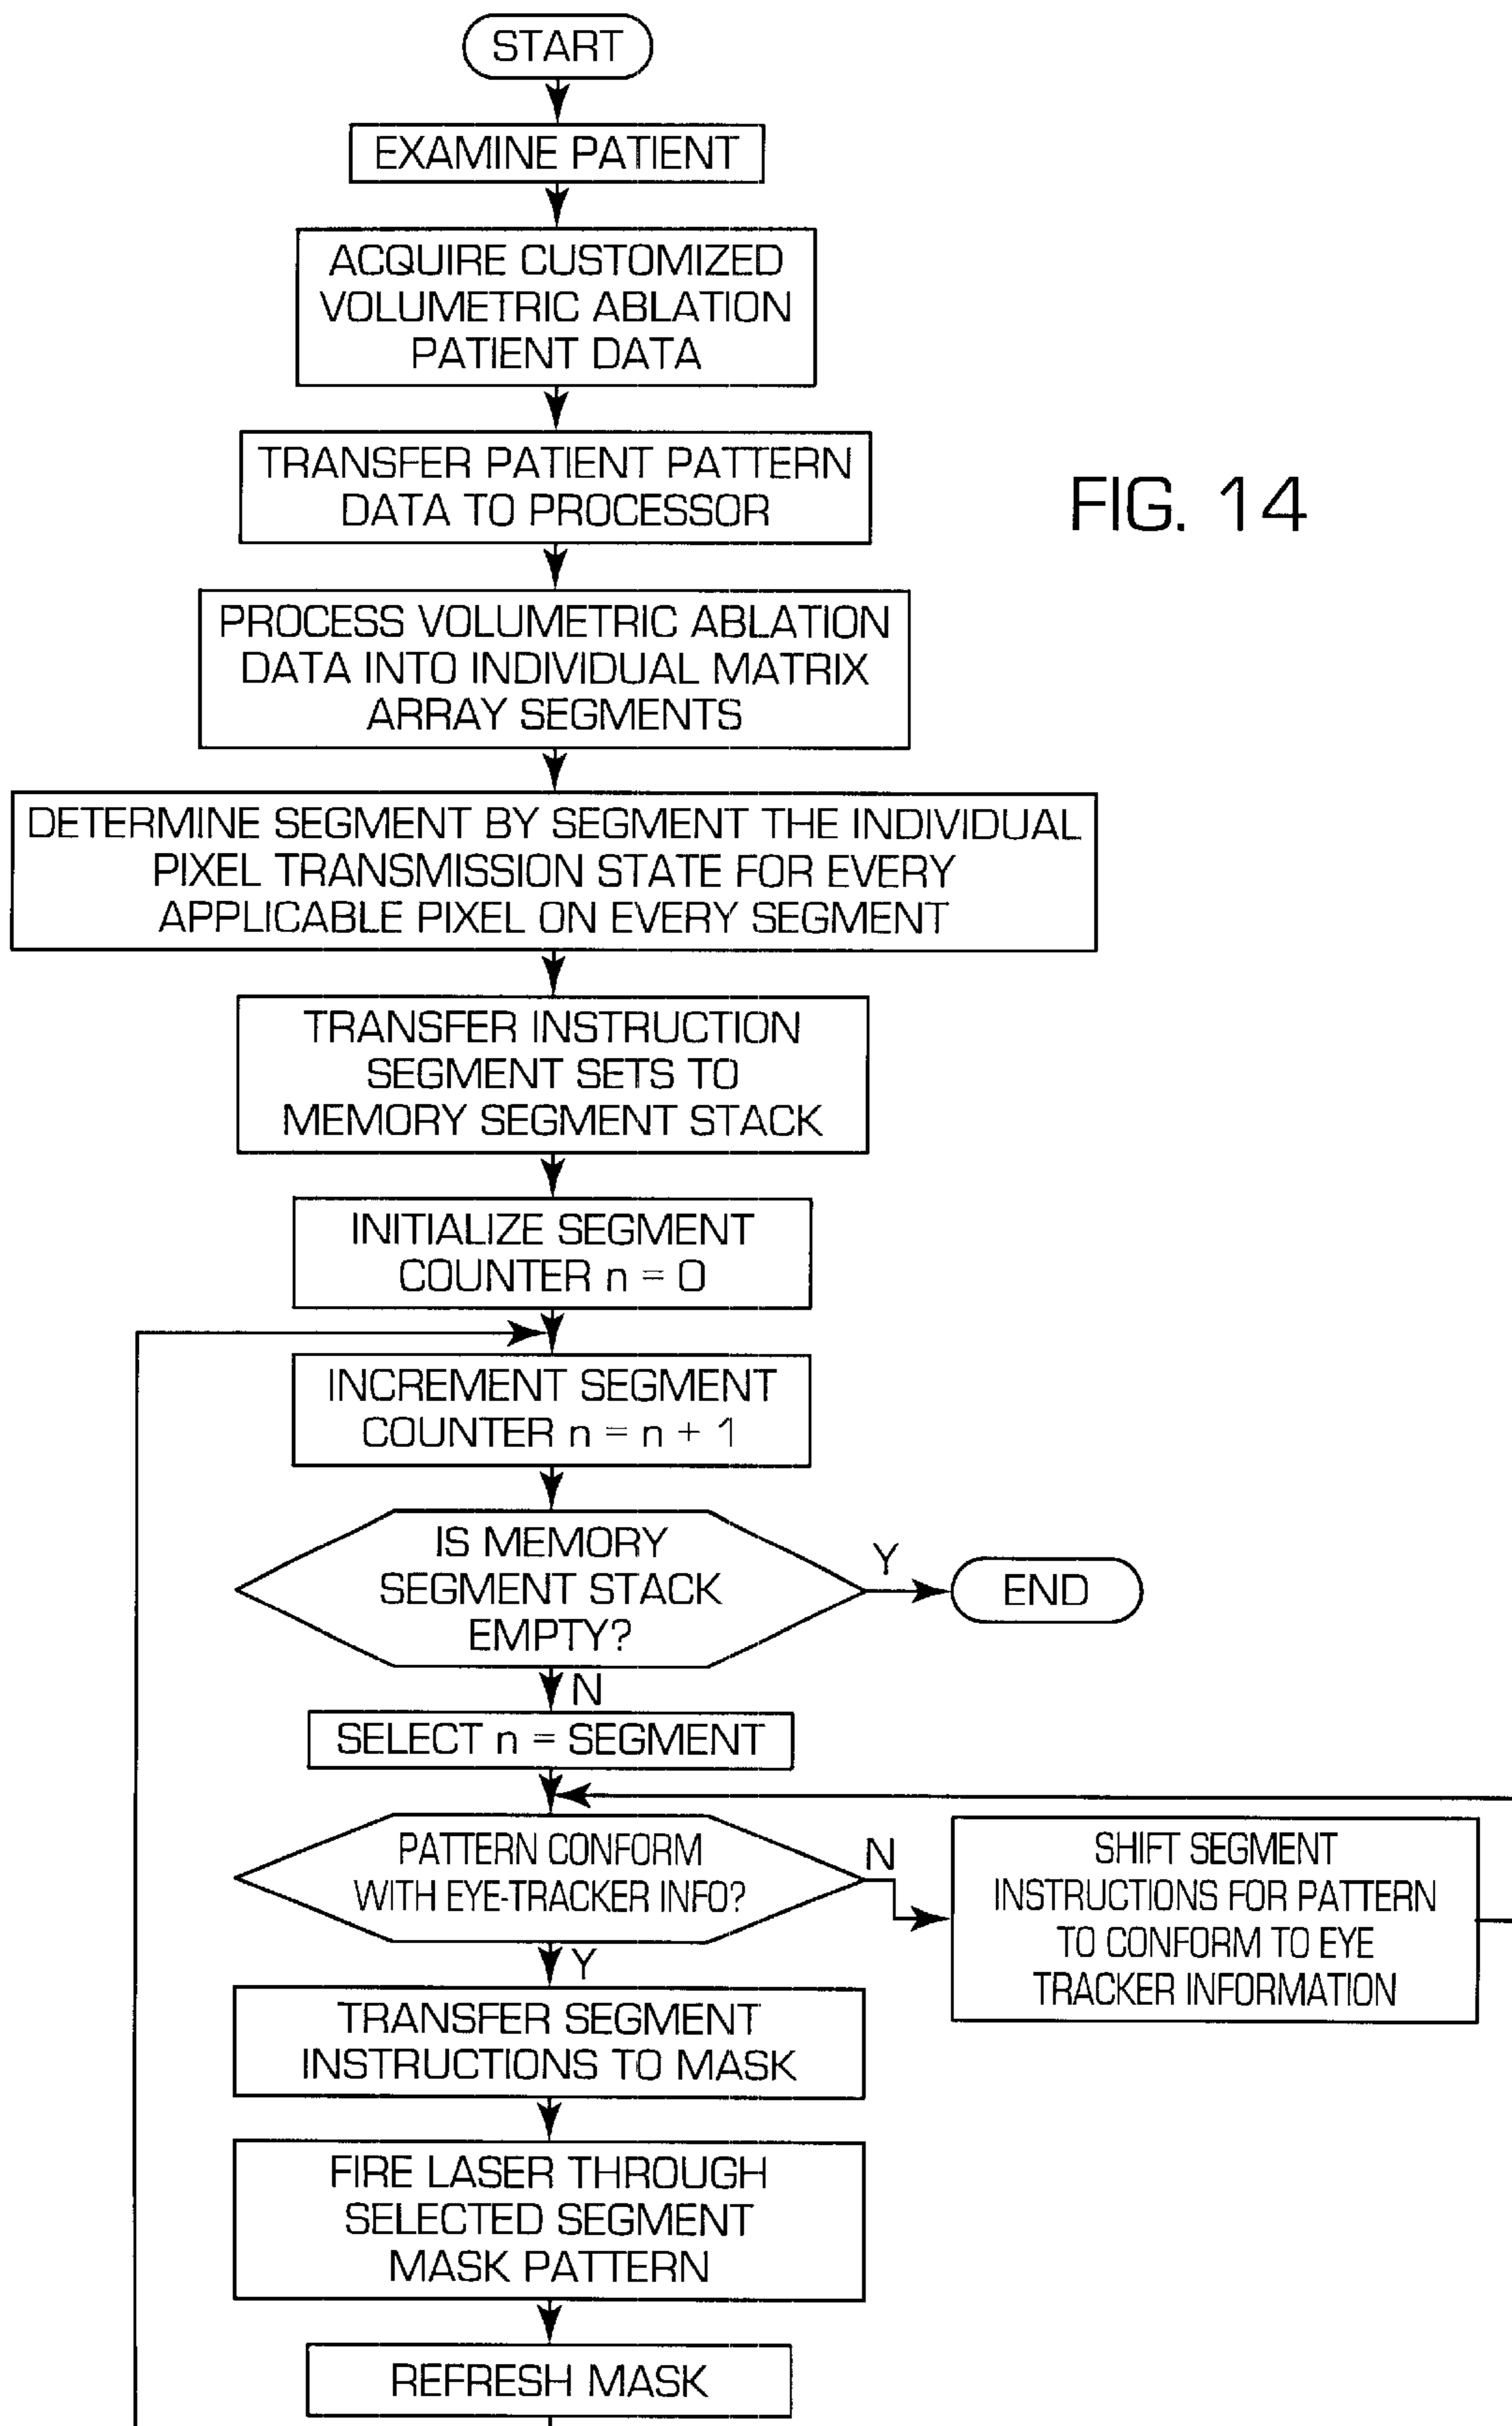 START
EXAMINE PATIENT
ACQUIRE CUSTOMIZED
VOLUMETRIC ABLATION
PATIENT DATA
TRANSFER PATIENT PATTERN
DATA TO PROCESSOR
FIG. 14
PROCESS VOLUMETRIC ABLATION
DATA INTO INDIVIDUAL MATRIX
ARRAY SEGMENTS
DETERMINE SEGMENT BY SEGMENT THE INDIVIDUAL
PIXEL TRANSMISSION STATE FOR EVERY
APPLICABLE PIXEL ON EVERY SEGMENT
TRANSFER INSTRUCTION
SEGMENT SETS TO
MEMORY SEGMENT STACK
INITIALIZE SEGMENT
COUNTER n = 0
INCREMENT SEGMENT
COUNTER n = n + 1
IS MEMORY
SEGMENT STACK
EMPTY?
Y
END
N
SELECT n = SEGMENT
PATTERN CONFORM
WITH EYE-TRACKER INFO?
N
SHIFT SEGMENT
INSTRUCTIONS FOR PATTERN
TO CONFORM TO EYE
TRACKER INFORMATION
Y
TRANSFER SEGMENT
INSTRUCTIONS TO MASK
FIRE LASER THROUGH
SELECTED SEGMENT
MASK PATTERN
REFRESH MASK